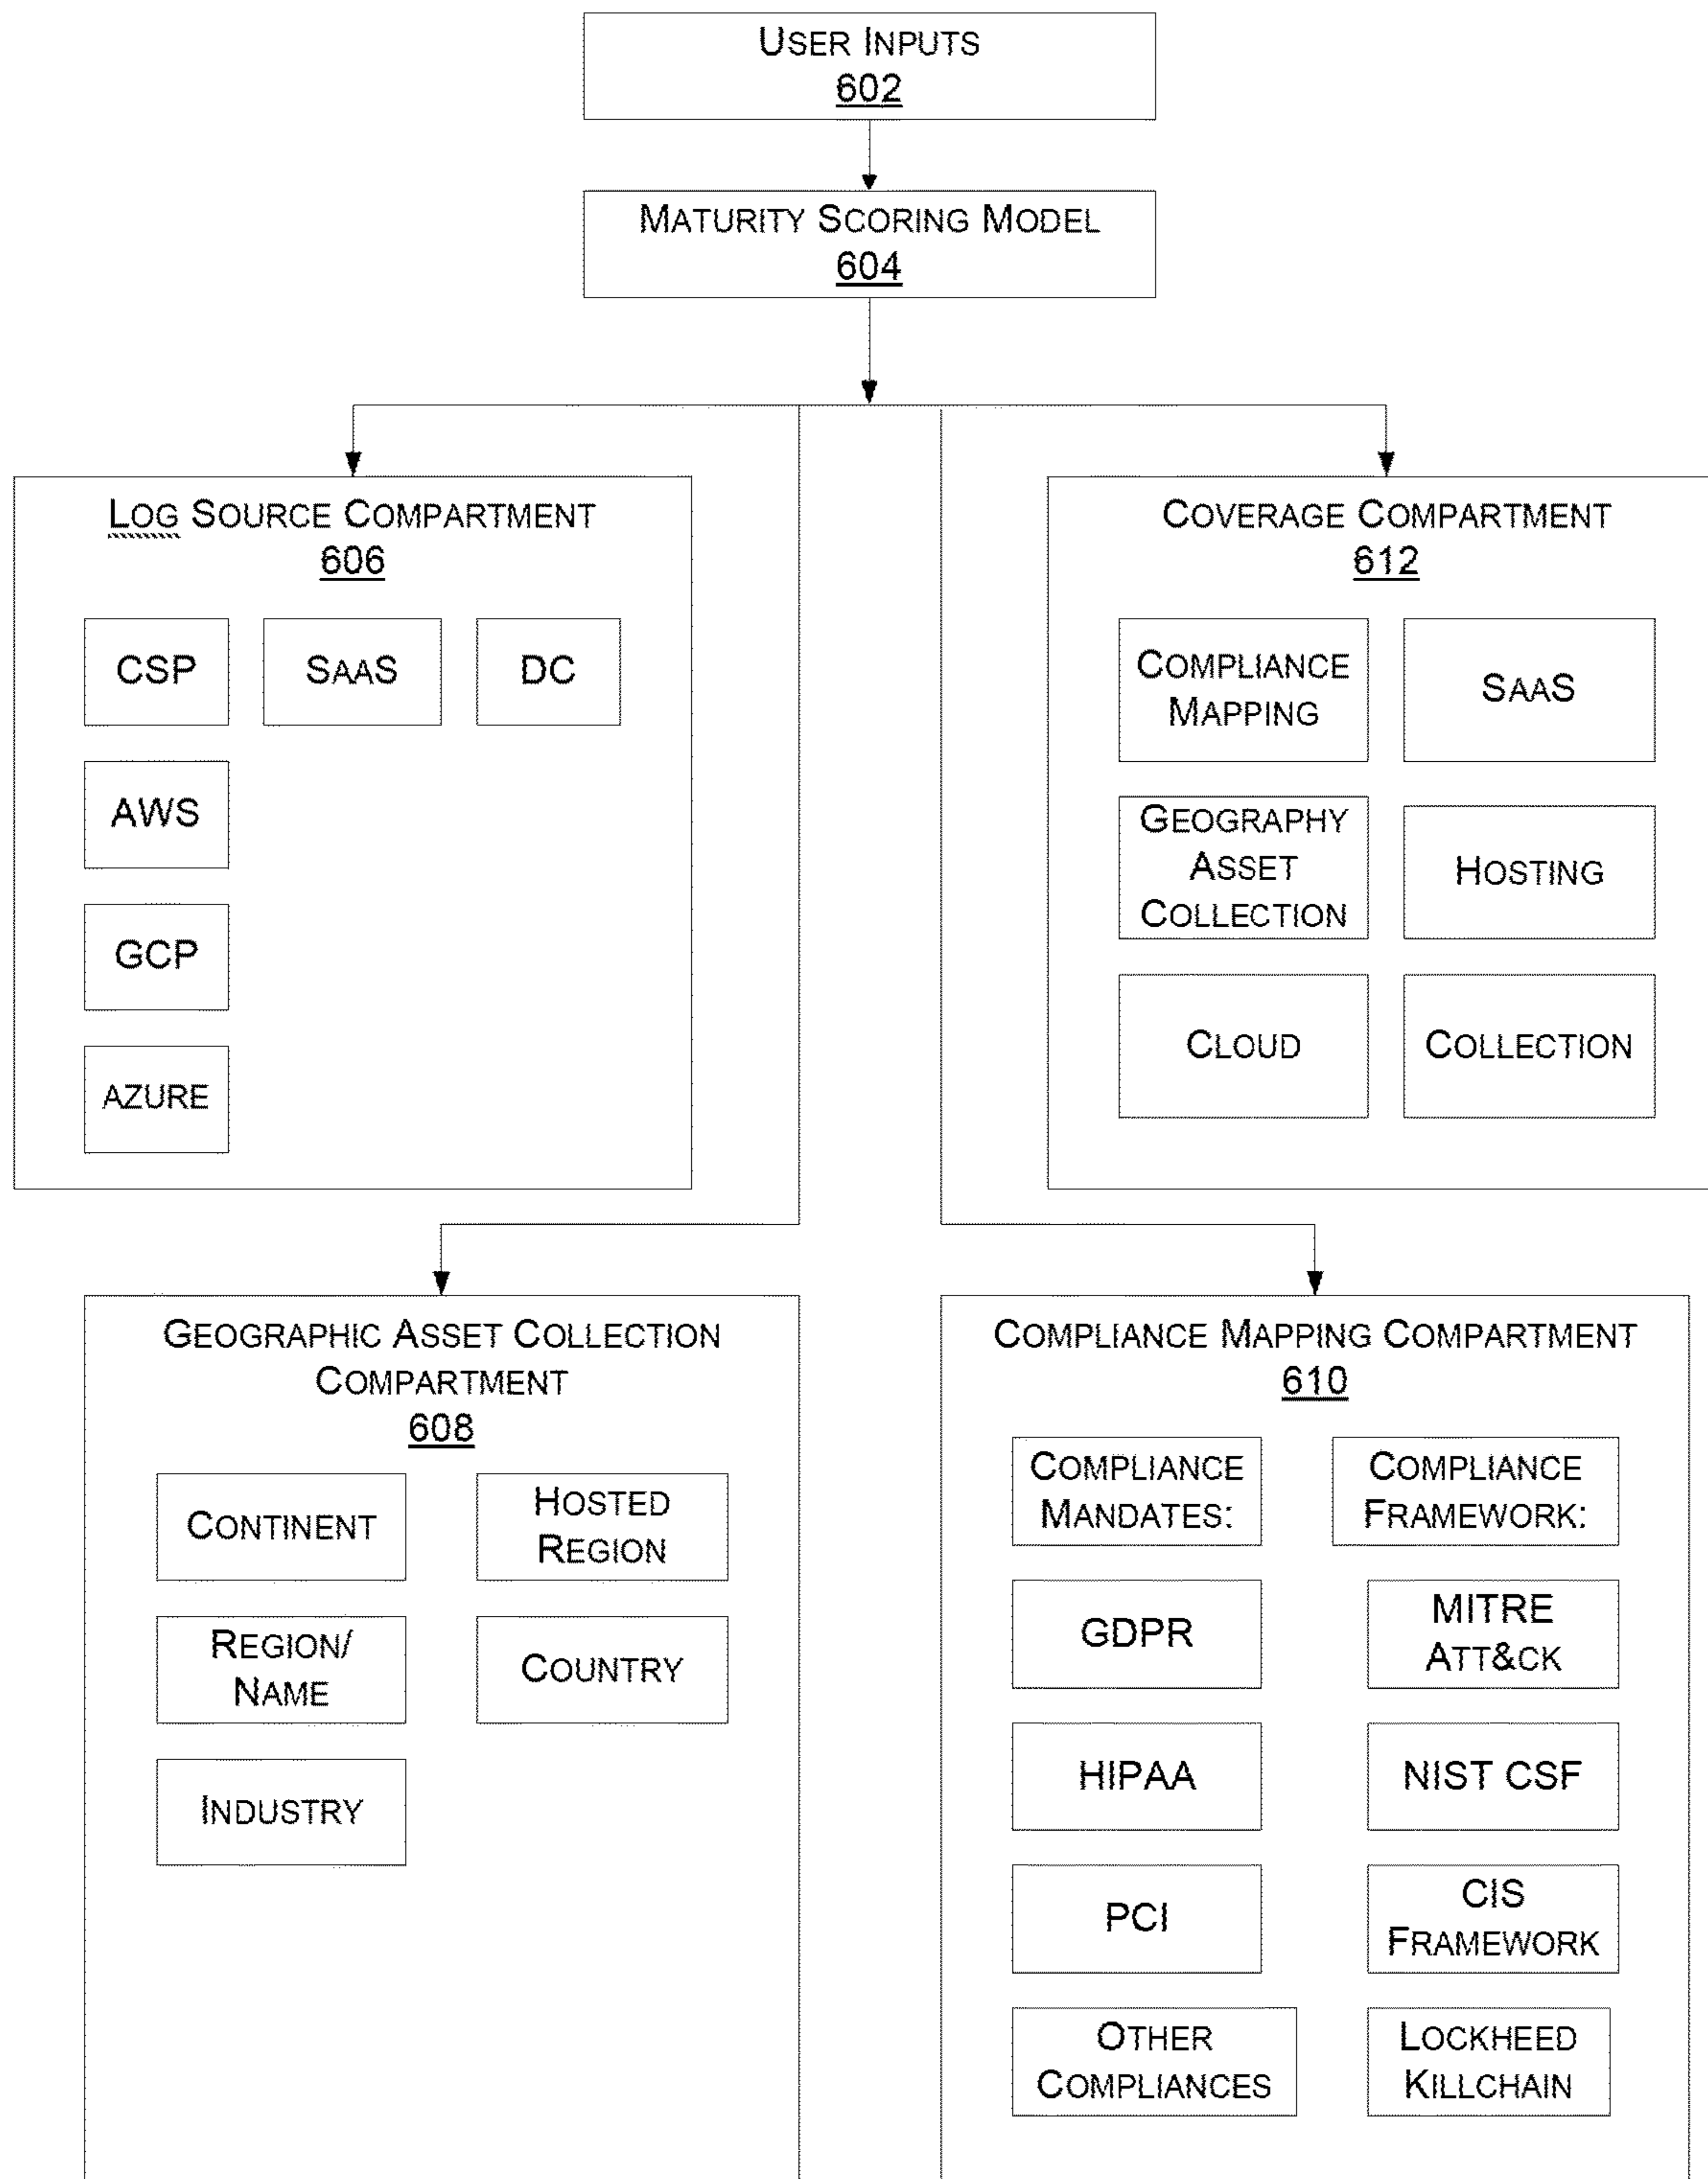 USER INPUTS
602
MATURITY SCORING MODEL
604
LOG SOURCE COMPARTMENT
606
CSP
SAAS
DC
AWS
GCP
AZURE
COVERAGE COMPARTMENT
612
COMPLIANCE
MAPPING
SAAS
GEOGRAPHY
ASSET
COLLECTION
HOSTING
CLOUD
COLLECTION
GEOGRAPHIC ASSET COLLECTION
COMPARTMENT
608
CONTINENT
HOSTED
REGION
REGION/
NAME
COUNTRY
INDUSTRY
COMPLIANCE MAPPING COMPARTMENT
610
COMPLIANCE
MANDATES:
COMPLIANCE
FRAMEWORK:
GDPR
MITRE
ATT&CK
HIPAA
NIST CSF
PCI
CIS
FRAMEWORK
OTHER
COMPLIANCES
LOCKHEED
KILLCHAIN